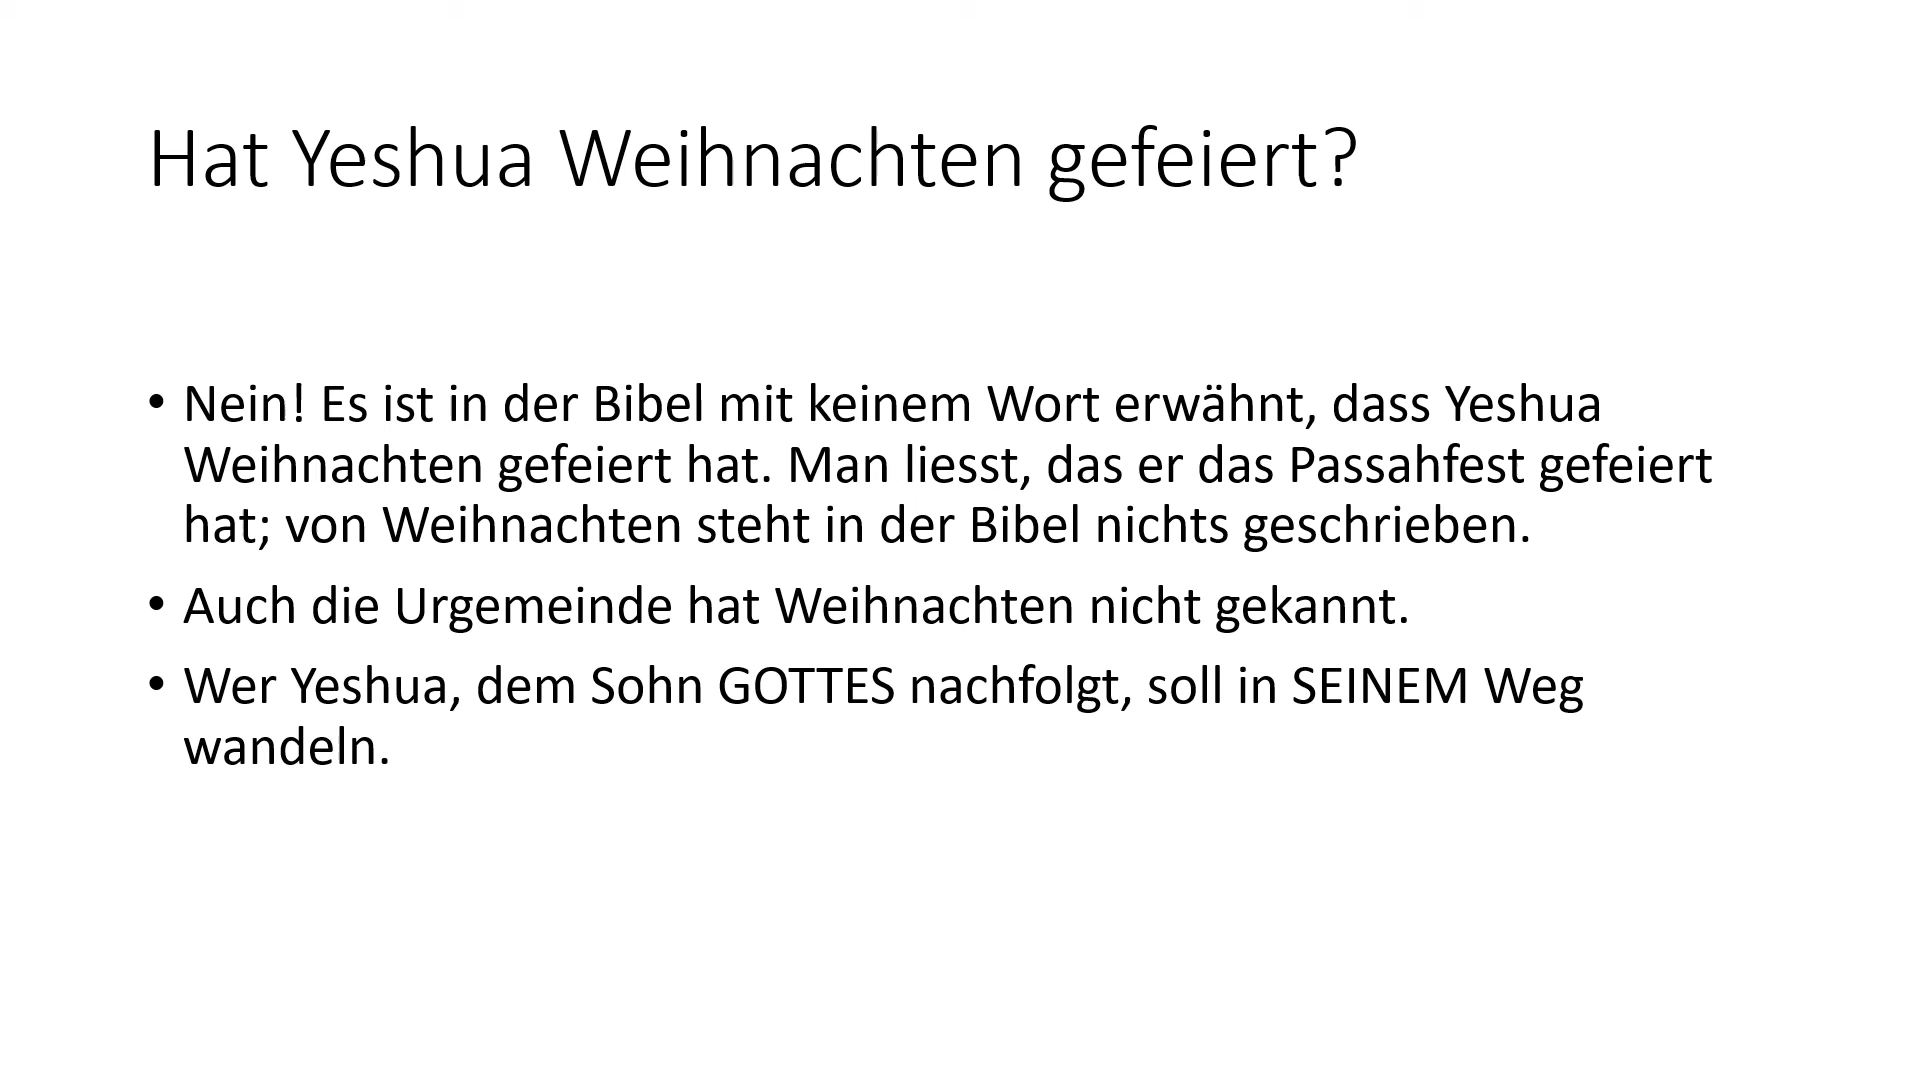 Hat Yeshua Weihnachten gefeiert?
• Nein! Es ist in der Bibel mit keinem Wort erwähnt, dass Yeshua
Weihnachten gefeiert hat. Man liesst, das er das Passahfest gefeiert
hat; von Weihnachten steht in der Bibel nichts geschrieben.
• Auch die Urgemeinde hat Weihnachten nicht gekannt.
• Wer Yeshua, dem Sohn GOTTES nachfolgt, soll in SEINEM Weg
wandeln.